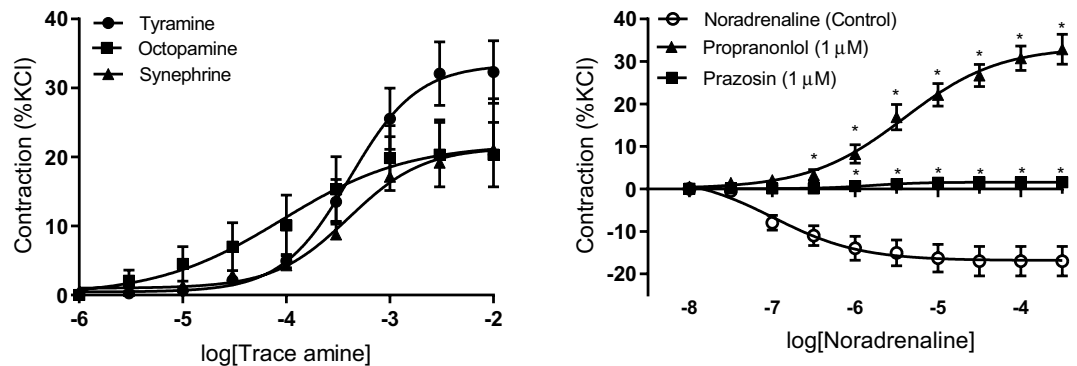 40
30
20
10
0
Contraction (%KCl)
Tyramine
Octopamine
Synephrine
-6
-5
-4
-3
-2
log[Trace amine]
40
30
20
10
0
-10
-20
Contraction (%KCl)
Noradrenaline (Control)
Propranonlol (1 μM)
Prazosin (1 μM)
* * * * * * *
* * * * * *
-8
-7
-6
-5
-4
log[Noradrenaline]